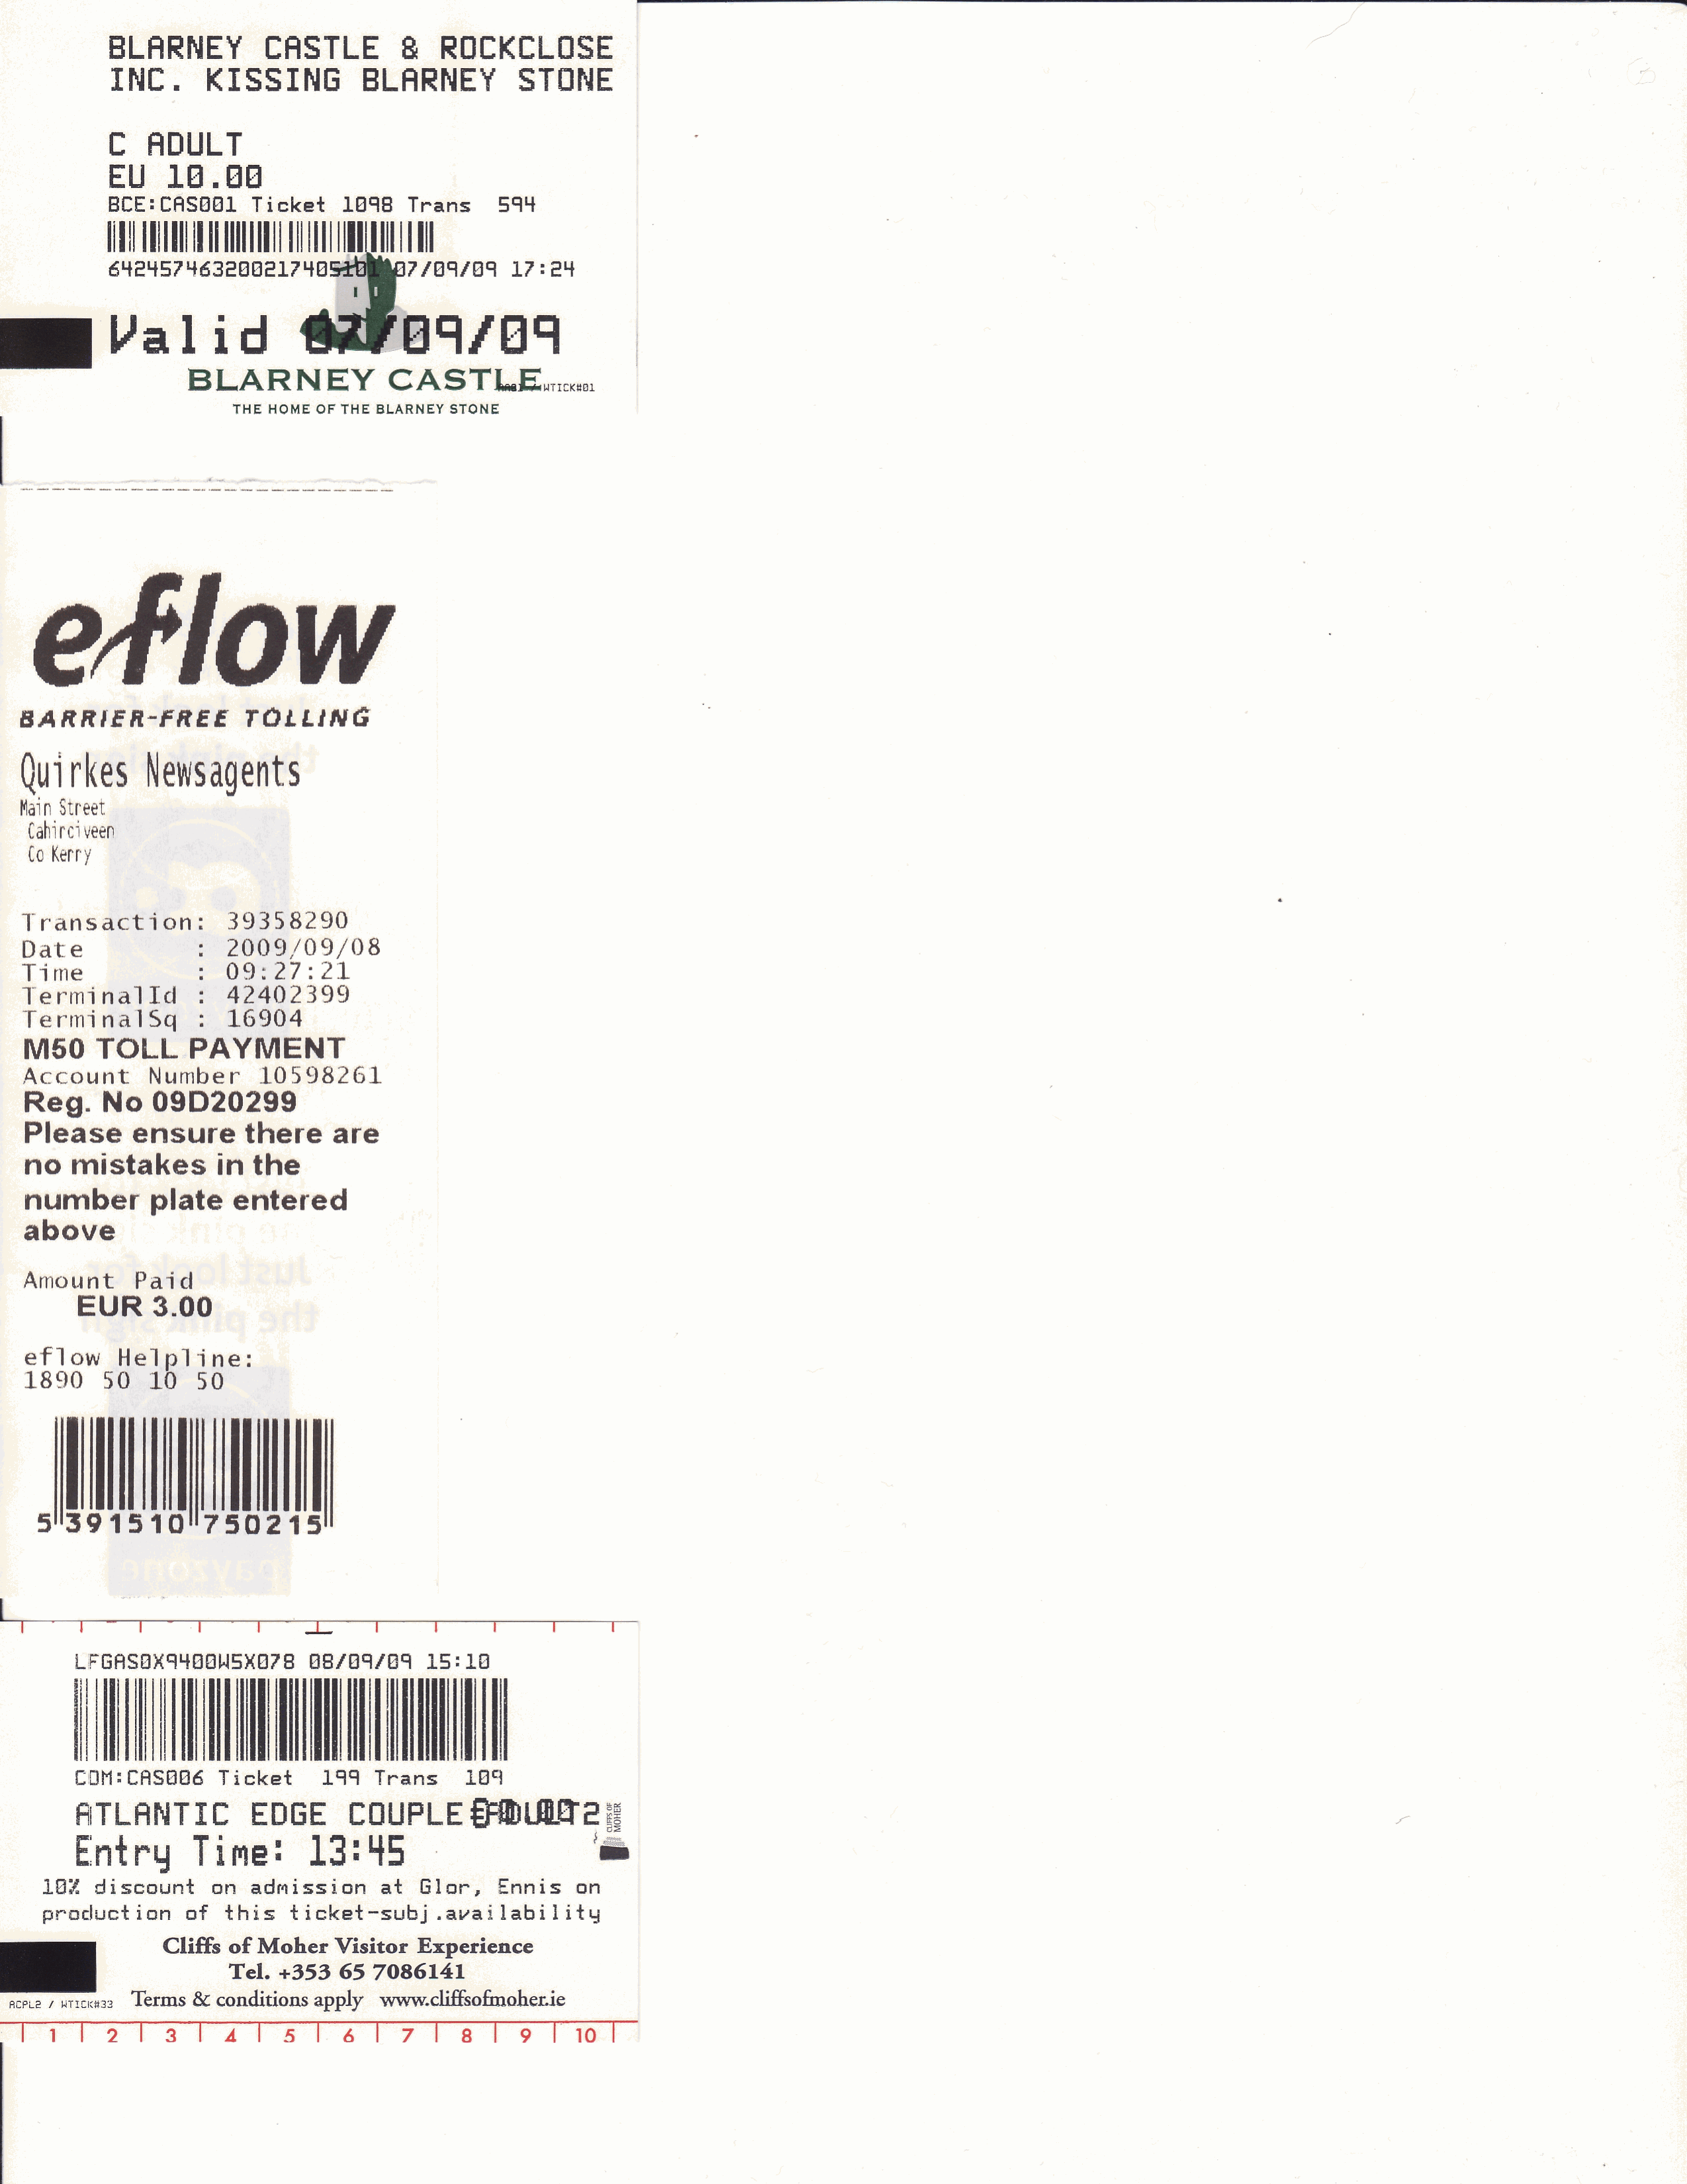 BLARNEY CASTLE & ROCKCLOSE
INC. KISSING BLARNEY STONE
C ADULT
EU 10.00
BCE:CAS001 Ticket 1098 Trans 594
642457463200217405101 07/09/09 17:24
Valid 07/09/09
BLARNEY CASTLE
WTICK#01
THE HOME OF THE BLARNEY STONE
eflow
BARRIER-FREE TOLLING
Quirkes Newsagents
Main Street
Cahirciveen
Co Kerry
Transaction: 39358290
Date : 2009/09/08
Time : 09:27:21
TerminalId : 42402399
TerminalSq : 16904
M50 TOLL PAYMENT
Account Number 10598261
Reg. No 09D20299
Please ensure there are
no mistakes in the
number plate entered
above
Amount Paid
EUR 3.00
eflow Helpline:
1890 50 10 50
5 391510 750215
LFGAS0X9400W5X078 08/09/09 15:10
COM:CAS006 Ticket 199 Trans 109
ATLANTIC EDGE COUPLE
CLIFFS OF
MOHER
Entry Time: 13:45
10% discount on admission at Glor, Ennis on
production of this ticket-subj.availability
Cliffs of Moher Visitor Experience
Tel. +353 65 7086141
ACPL2 / WTICK#33 Terms & conditions apply www.cliffsofmoher.ie
1 2 3 4 5 6 7 8 9 10